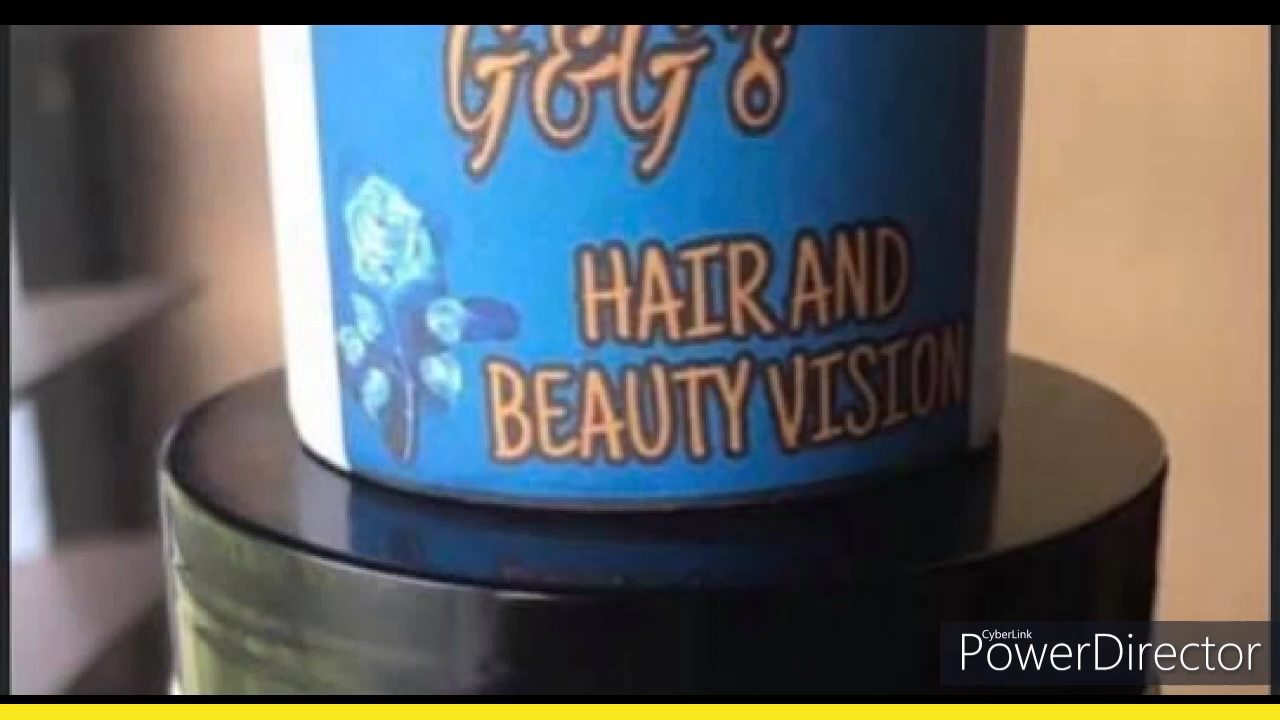 G&G's
HAIR AND
BEAUTY VISION
CyberLink
PowerDirector